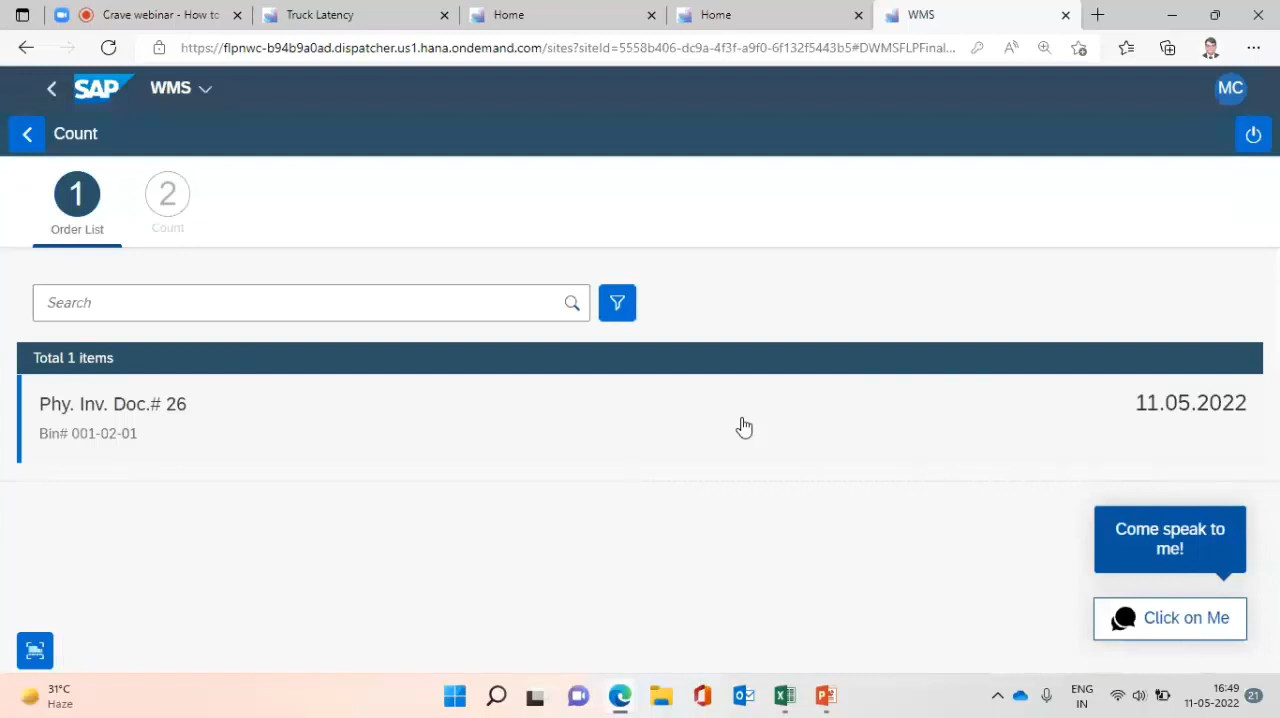 Crave webinar - How to
Truck Latency
Home
Home
WMS
https://flpnwc-b94b9a0ad.dispatcher.us1.hana.ondemand.com/sites?siteId=5558b406-dc9a-4f3f-a9f0-6f132f5443b5#DWMSFLPFinal...
SAP
WMS
MC
Count
1
2
Order List
Count
Search
Total 1 items
Phy. Inv. Doc.# 26
11.05.2022
Bin# 001-02-01
Come speak to
me!
Click on Me
31°C
Haze
ENG
IN
16:49
11-05-2022
21